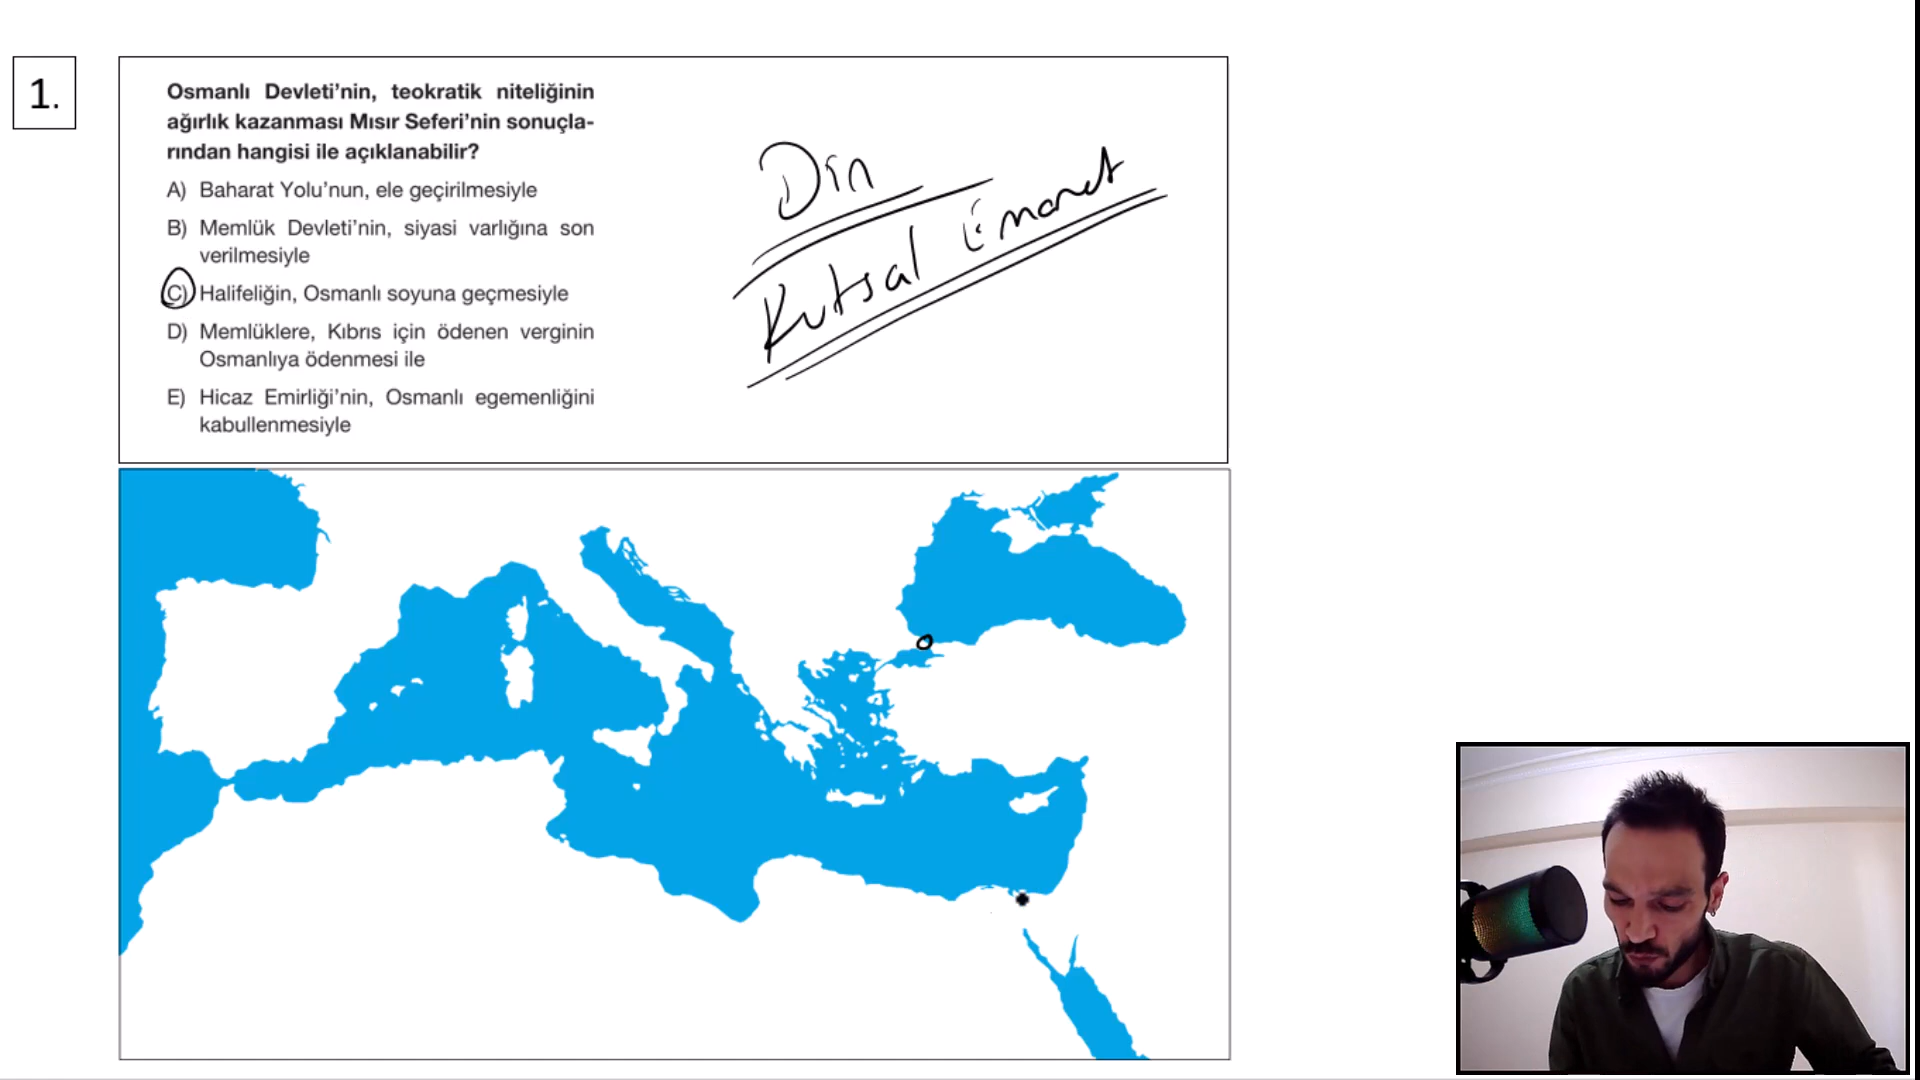 1.
Osmanlı Devleti'nin, teokratik niteliğinin
ağırlık kazanması Mısır Seferi'nin sonuçla-
rından hangisi ile açıklanabilir?
A) Baharat Yolu'nun, ele geçirilmesiyle
B) Memlük Devleti'nin, siyasi varlığına son
verilmesiyle
C) Halifeliğin, Osmanlı soyuna geçmesiyle
D) Memlüklere, Kıbrıs için ödenen verginin
Osmanlıya ödenmesi ile
E) Hicaz Emirliği'nin, Osmanlı egemenliğini
kabullenmesiyle
Din
Kutsal Emanet